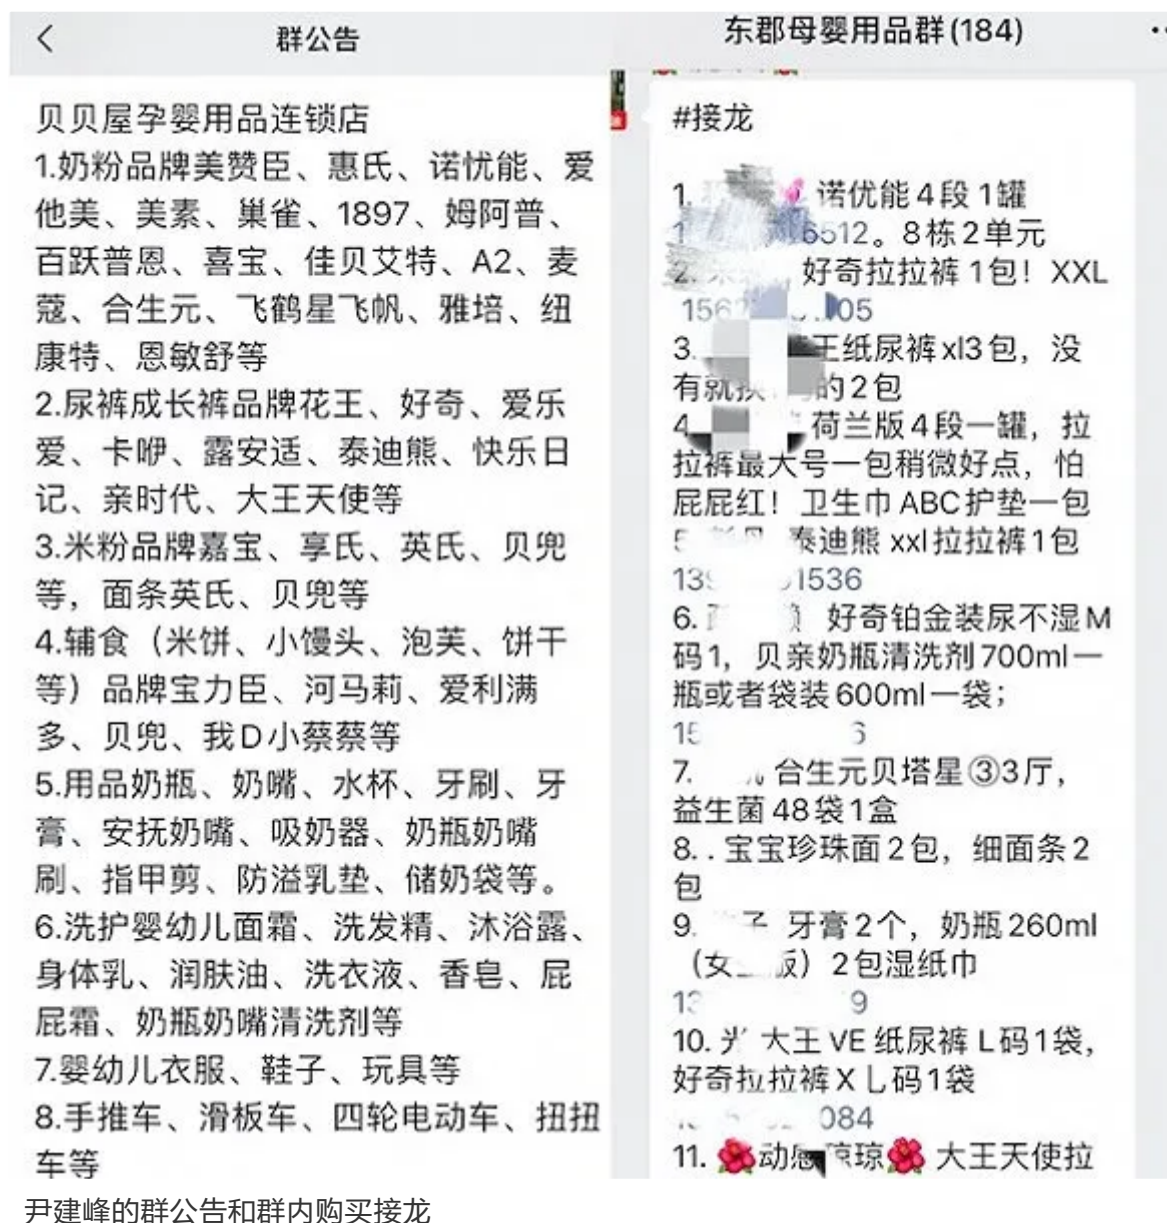 群公告
贝贝屋孕婴用品连锁店
1.奶粉品牌美赞臣、惠氏、诺忧能、爱
他美、美素、巢雀、1897、姆阿普、
百跃普恩、喜宝、佳贝艾特、A2、麦
蔻、合生元、飞鹤星飞帆、雅培、纽
康特、恩敏舒等
2.尿裤成长裤品牌花王、好奇、爱乐
爱、卡咿、露安适、泰迪熊、快乐日
记、亲时代、大王天使等
3.米粉品牌嘉宝、享氏、英氏、贝兜
等，面条英氏、贝兜等
4.辅食（米饼、小馒头、泡芙、饼干
等）品牌宝力臣、河马莉、爱利满
多、贝兜、我D小蔡蔡等
5.用品奶瓶、奶嘴、水杯、牙刷、牙
膏、安抚奶嘴、吸奶器、奶瓶奶嘴
刷、指甲剪、防溢乳垫、储奶袋等。
6.洗护婴幼儿面霜、洗发精、沐浴露、
身体乳、润肤油、洗衣液、香皂、屁
屁霜、奶瓶奶嘴清洗剂等
7.婴幼儿衣服、鞋子、玩具等
8.手推车、滑板车、四轮电动车、扭扭
车等
东郡母婴用品群(184)
#接龙
1. 诺优能4段1罐
6512。8栋2单元
2. 好奇拉拉裤1包！XXL
156 05
3. 王纸尿裤xl3包，没
有就换 的2包
4 荷兰版4段一罐，拉
拉裤最大号一包稍微好点，怕
屁屁红！卫生巾ABC护垫一包
5 泰迪熊xxl拉拉裤1包
139 1536
6. 好奇铂金装尿不湿M
码1，贝亲奶瓶清洗剂700ml一
瓶或者袋装600ml一袋；
15 6
7. 合生元贝塔星③3厅，
益生菌48袋1盒
8. . 宝宝珍珠面2包，细面条2
包
9. 子 牙膏2个，奶瓶260ml
（女 版）2包湿纸巾
13 9
10. 光 大王VE纸尿裤L码1袋，
好奇拉拉裤XL码1袋
084
11. 🌺动感 琼🌺 大王天使拉
尹建峰的群公告和群内购买接龙